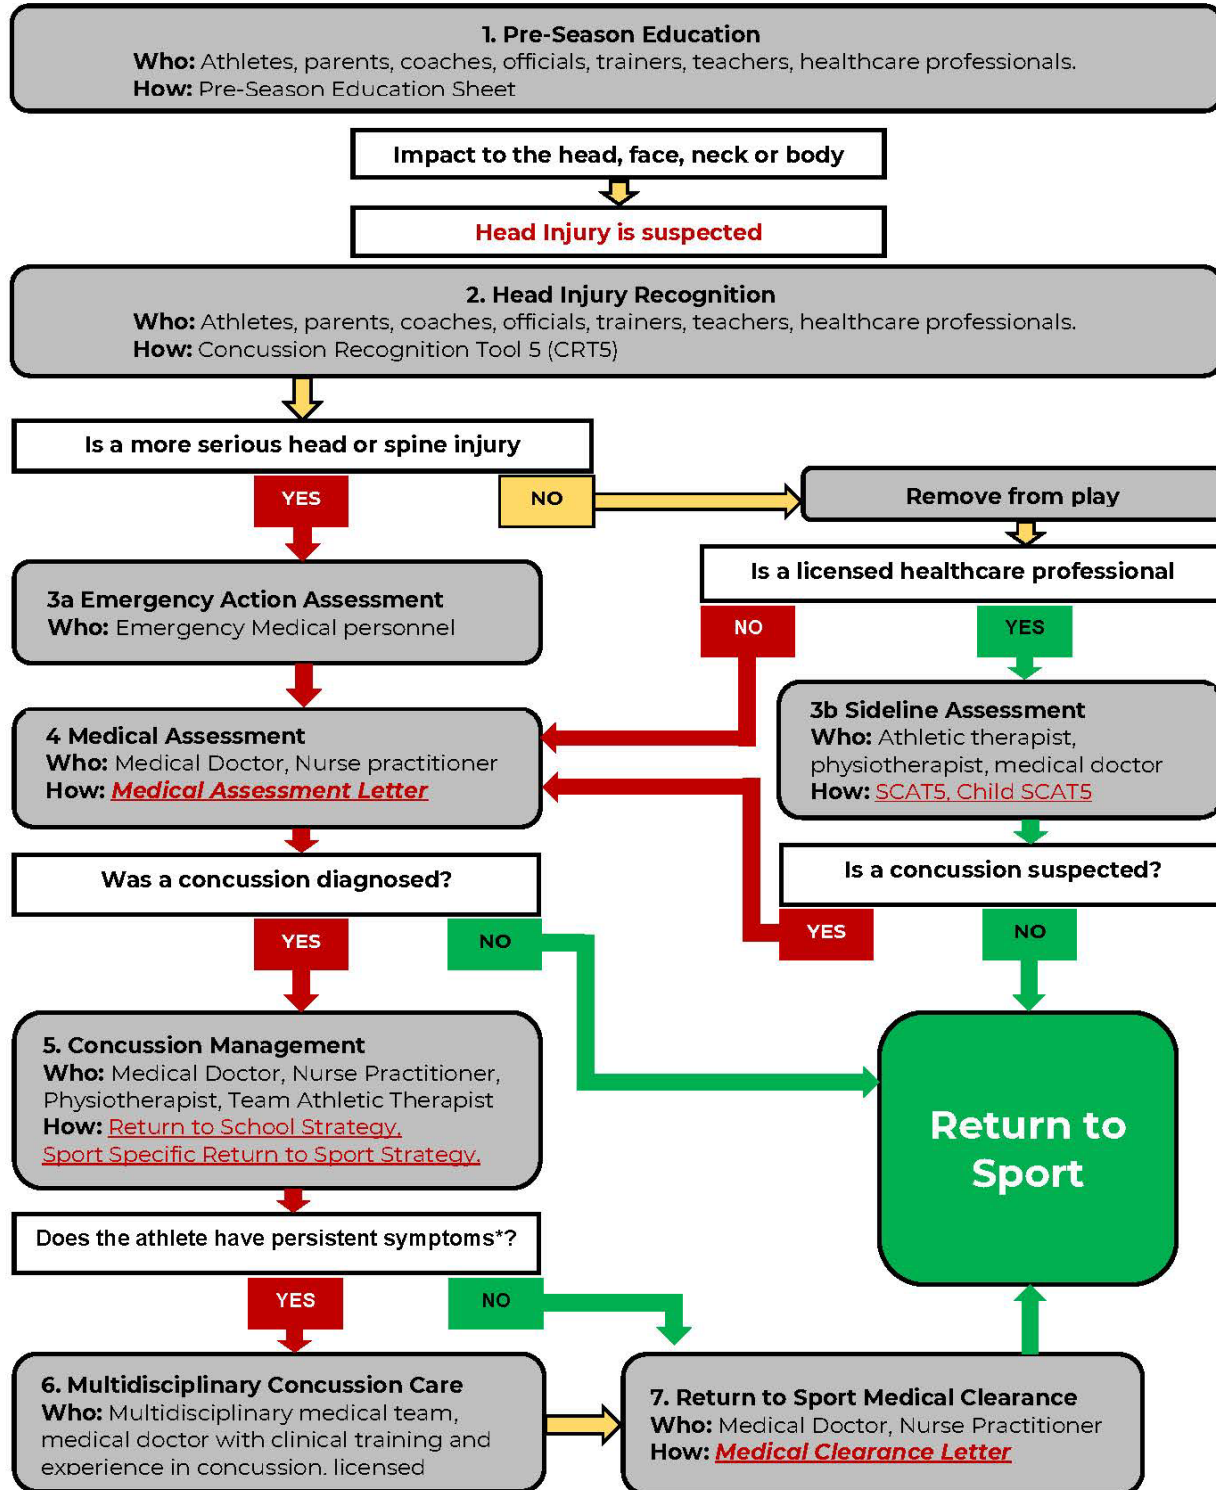 1. Pre-Season Education
Who: Athletes, parents, coaches, officials, trainers, teachers, healthcare professionals.
How: Pre-Season Education Sheet
Impact to the head, face, neck or body
Head Injury is suspected
2. Head Injury Recognition
Who: Athletes, parents, coaches, officials, trainers, teachers, healthcare professionals.
How: Concussion Recognition Tool 5 (CRT5)
Is a more serious head or spine injury
YES
NO
Remove from play
Is a licensed healthcare professional
NO
YES
3a Emergency Action Assessment
Who: Emergency Medical personnel
3b Sideline Assessment
Who: Athletic therapist,
physiotherapist, medical doctor
How: SCAT5, Child SCAT5
4 Medical Assessment
Who: Medical Doctor, Nurse practitioner
How: Medical Assessment Letter
Was a concussion diagnosed?
Is a concussion suspected?
YES
NO
YES
NO
5. Concussion Management
Who: Medical Doctor, Nurse Practitioner,
Physiotherapist, Team Athletic Therapist
How: Return to School Strategy,
Sport Specific Return to Sport Strategy.
Return to
Sport
Does the athlete have persistent symptoms*?
YES
NO
6. Multidisciplinary Concussion Care
Who: Multidisciplinary medical team,
medical doctor with clinical training and
experience in concussion, licensed
7. Return to Sport Medical Clearance
Who: Medical Doctor, Nurse Practitioner
How: Medical Clearance Letter